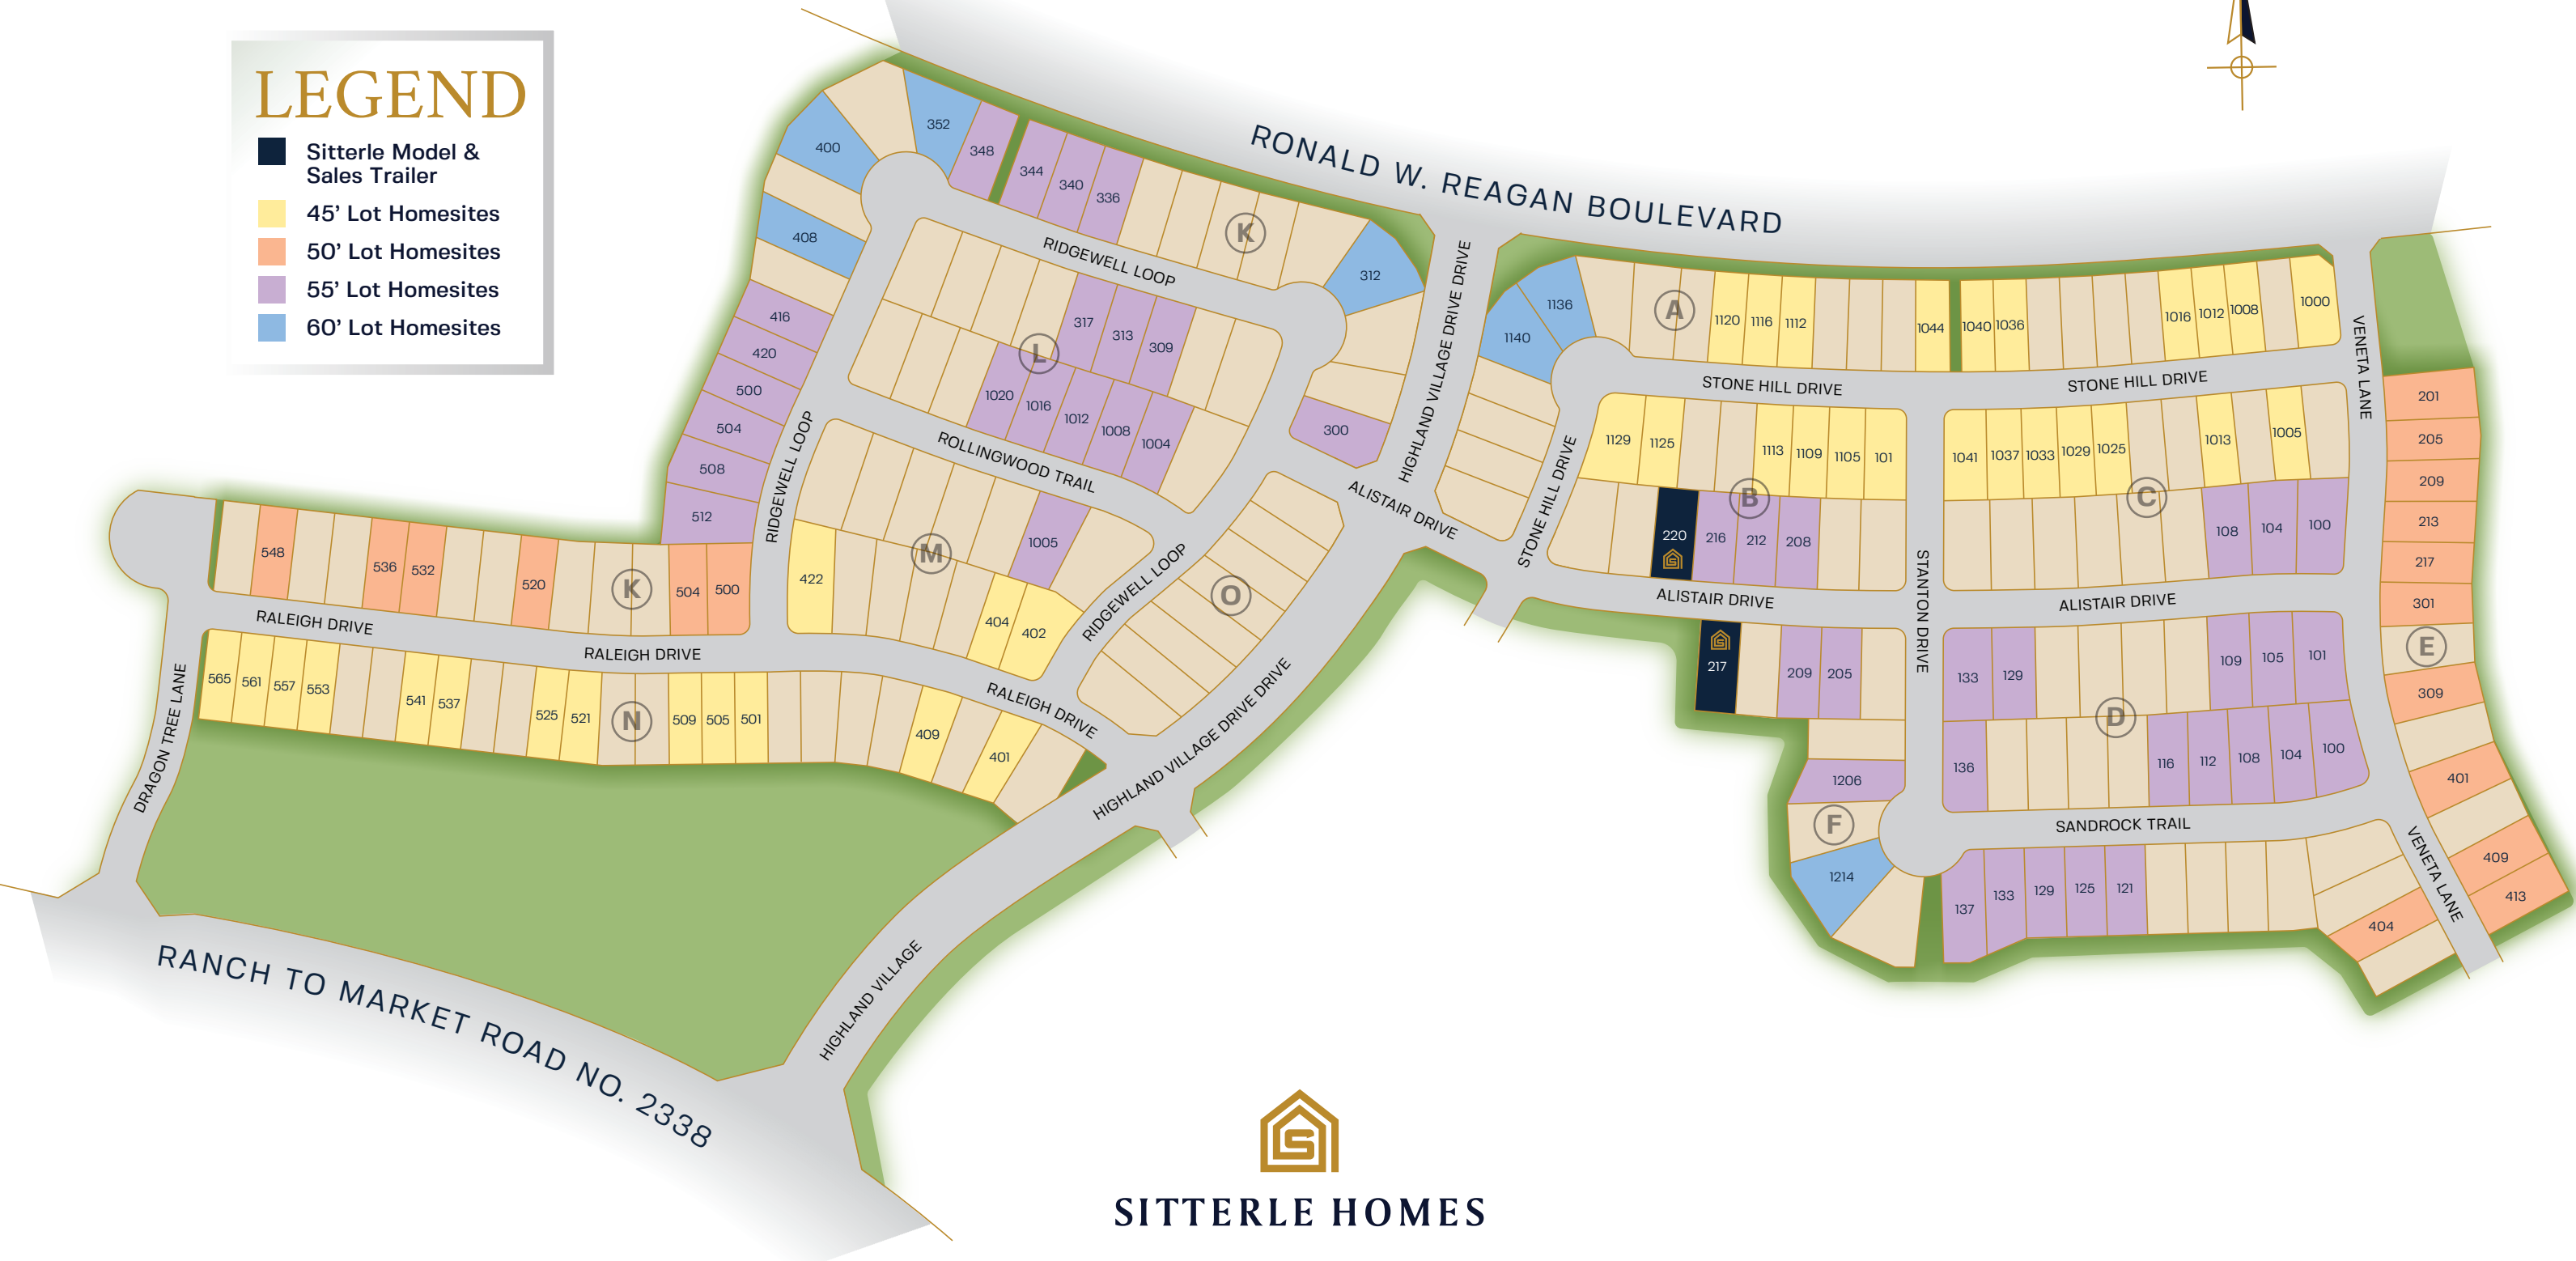 LEGEND
Sitterle Model &
Sales Trailer
45' Lot Homesites
50' Lot Homesites
55' Lot Homesites
60' Lot Homesites
RONALD W. REAGAN BOULEVARD
352
400
348
344
340
336
408
K
312
RIDGEWELL LOOP
416
420
500
504
508
512
317
313
309
L
1020
1016
1012
1008
1004
300
RIDGEWELL LOOP
ROLLINGWOOD TRAIL
HIGHLAND VILLAGE DRIVE DRIVE
ALISTAIR DRIVE
1005
M
422
404
402
RIDGEWELL LOOP
O
548
536
532
520
K
504
500
RALEIGH DRIVE
RALEIGH DRIVE
RALEIGH DRIVE
565
561
557
553
541
537
525
521
N
509
505
501
409
401
DRAGON TREE LANE
HIGHLAND VILLAGE DRIVE DRIVE
HIGHLAND VILLAGE
RANCH TO MARKET ROAD NO. 2338
1136
1140
A
1120
1116
1112
1044
1040
1036
1016
1012
1008
1000
STONE HILL DRIVE
STONE HILL DRIVE
STONE HILL DRIVE
VENETA LANE
1129
1125
1113
1109
1105
101
B
220
216
212
208
1041
1037
1033
1029
1025
1013
1005
C
108
104
100
ALISTAIR DRIVE
ALISTAIR DRIVE
STANTON DRIVE
217
209
205
1206
F
1214
133
129
109
105
101
D
136
116
112
108
104
100
SANDROCK TRAIL
137
133
129
125
121
404
VENETA LANE
201
205
209
213
217
301
E
309
401
409
413
SITTERLE HOMES